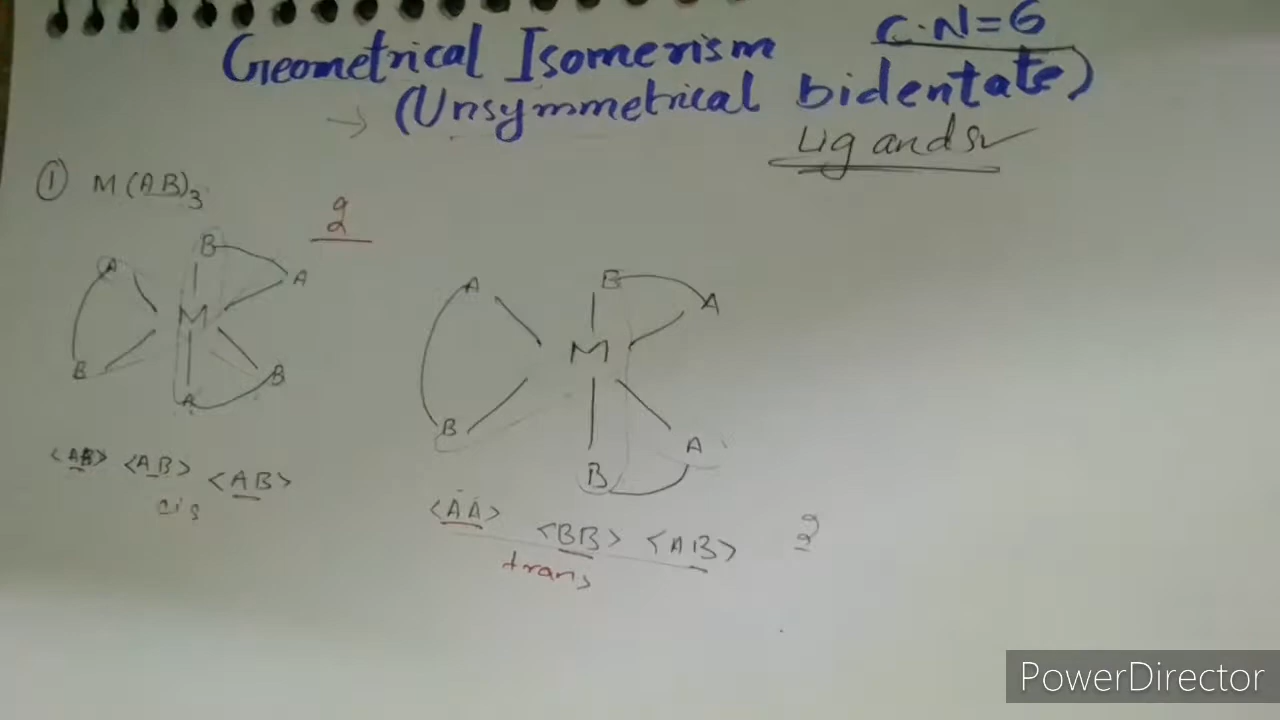 C.N=6
Geometrical Isomerism
→ (Unsymmetrical bidentate)
Ligands
① M(AB)3
2
B
A A
M
B B
A
<AB> <AB> <AB>
cis
A B A
M
B A
B
<AA> <BB> <AB> 2
trans
PowerDirector